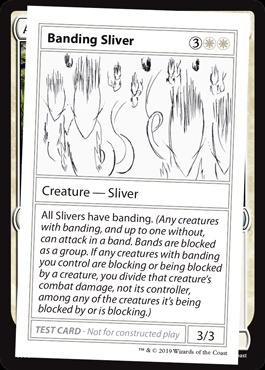 Banding Sliver 3
Creature — Sliver
All Slivers have banding. (Any creatures
with banding, and up to one without,
can attack in a band. Bands are blocked
as a group. If any creatures with banding
you control are blocking or being blocked
by a creature, you divide that creature's
combat damage, not its controller,
among any of the creatures it's being
blocked by or is blocking.)
TEST CARD - Not for constructed play 3/3
™ & © 2019 Wizards of the Coast